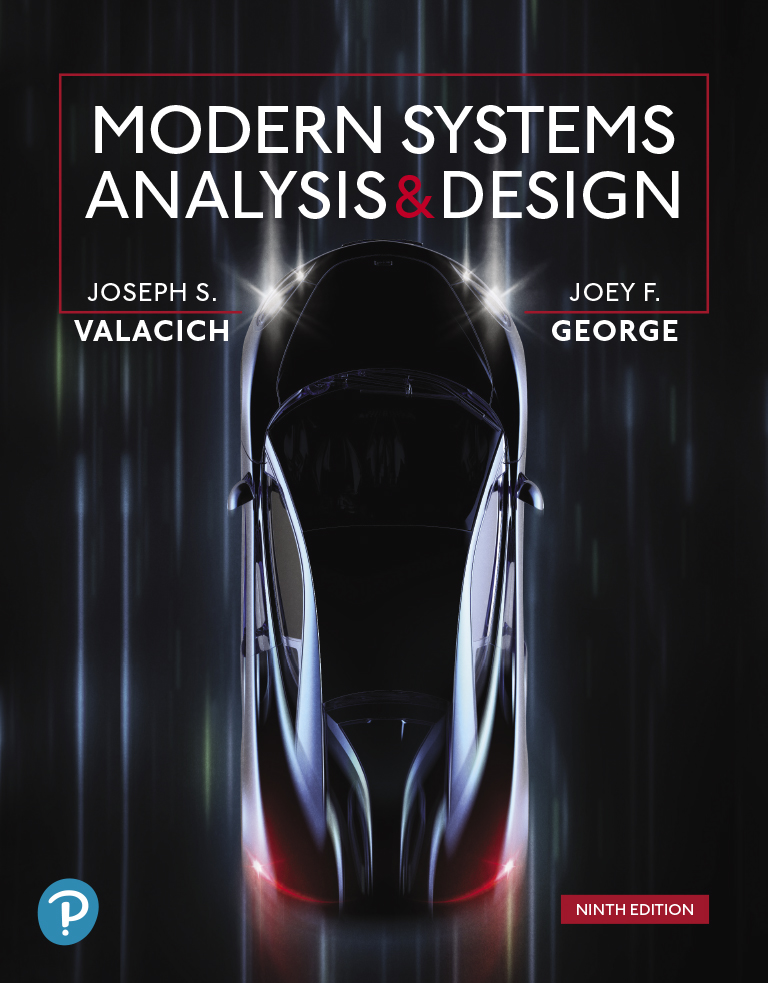 MODERN SYSTEMS
ANALYSIS & DESIGN
JOSEPH S.
VALACICH
JOEY F.
GEORGE
NINTH EDITION